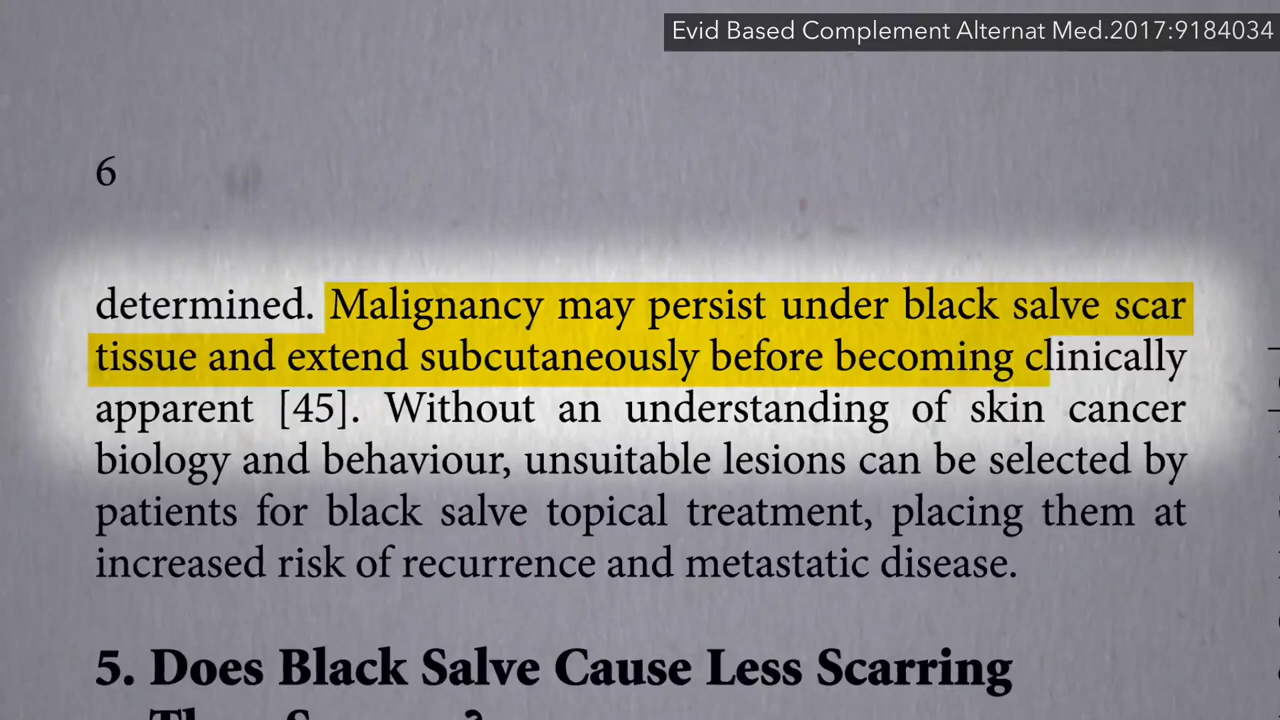 Evid Based Complement Alternat Med.2017:9184034
6
determined. Malignancy may persist under black salve scar
tissue and extend subcutaneously before becoming clinically
apparent [45]. Without an understanding of skin cancer
biology and behaviour, unsuitable lesions can be selected by
patients for black salve topical treatment, placing them at
increased risk of recurrence and metastatic disease.
5. Does Black Salve Cause Less Scarring